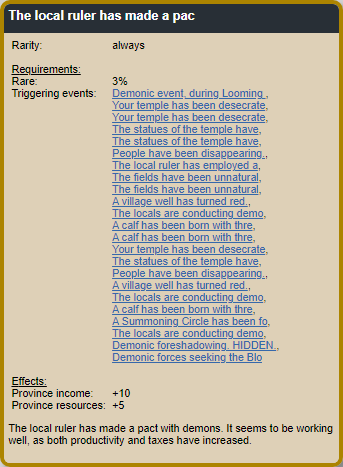 The local ruler has made a pac
Rarity: always
Requirements:
Rare: 3%
Triggering events: Demonic event, during Looming ,
Your temple has been desecrate,
Your temple has been desecrate,
The statues of the temple have,
The statues of the temple have,
People have been disappearing.,
The local ruler has employed a,
The fields have been unnatural,
The fields have been unnatural,
A village well has turned red.,
The locals are conducting demo,
A calf has been born with thre,
A calf has been born with thre,
Your temple has been desecrate,
The statues of the temple have,
People have been disappearing.,
A village well has turned red.,
The locals are conducting demo,
A calf has been born with thre,
A Summoning Circle has been fo,
The locals are conducting demo,
Demonic foreshadowing. HIDDEN.,
Demonic forces seeking the Blo
Effects:
Province income: +10
Province resources: +5
The local ruler has made a pact with demons. It seems to be working
well, as both productivity and taxes have increased.